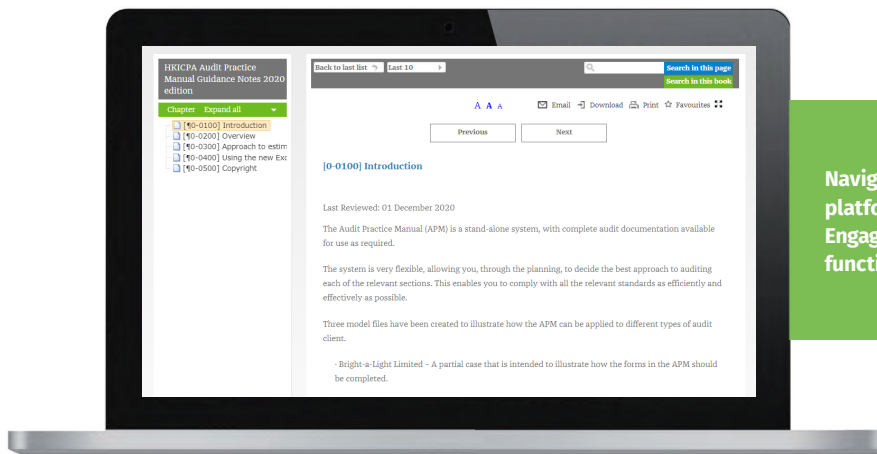 HKICPA Audit Practice
Manual Guidance Notes 2020
edition
Chapter Expand all
[¶0-0100] Introduction
[¶0-0200] Overview
[¶0-0300] Approach to estim
[¶0-0400] Using the new Exc
[¶0-0500] Copyright
Back to last list Last 10
Search in this page
Search in this book
A A A Email Download Print Favourites
Previous Next
[0-0100] Introduction
Last Reviewed: 01 December 2020
The Audit Practice Manual (APM) is a stand-alone system, with complete audit documentation available
for use as required.
The system is very flexible, allowing you, through the planning, to decide the best approach to auditing
each of the relevant sections. This enables you to comply with all the relevant standards as efficiently and
effectively as possible.
Three model files have been created to illustrate how the APM can be applied to different types of audit
client.
· Bright-a-Light Limited – A partial case that is intended to illustrate how the forms in the APM should
be completed.
Navig
platfo
Engag
functi